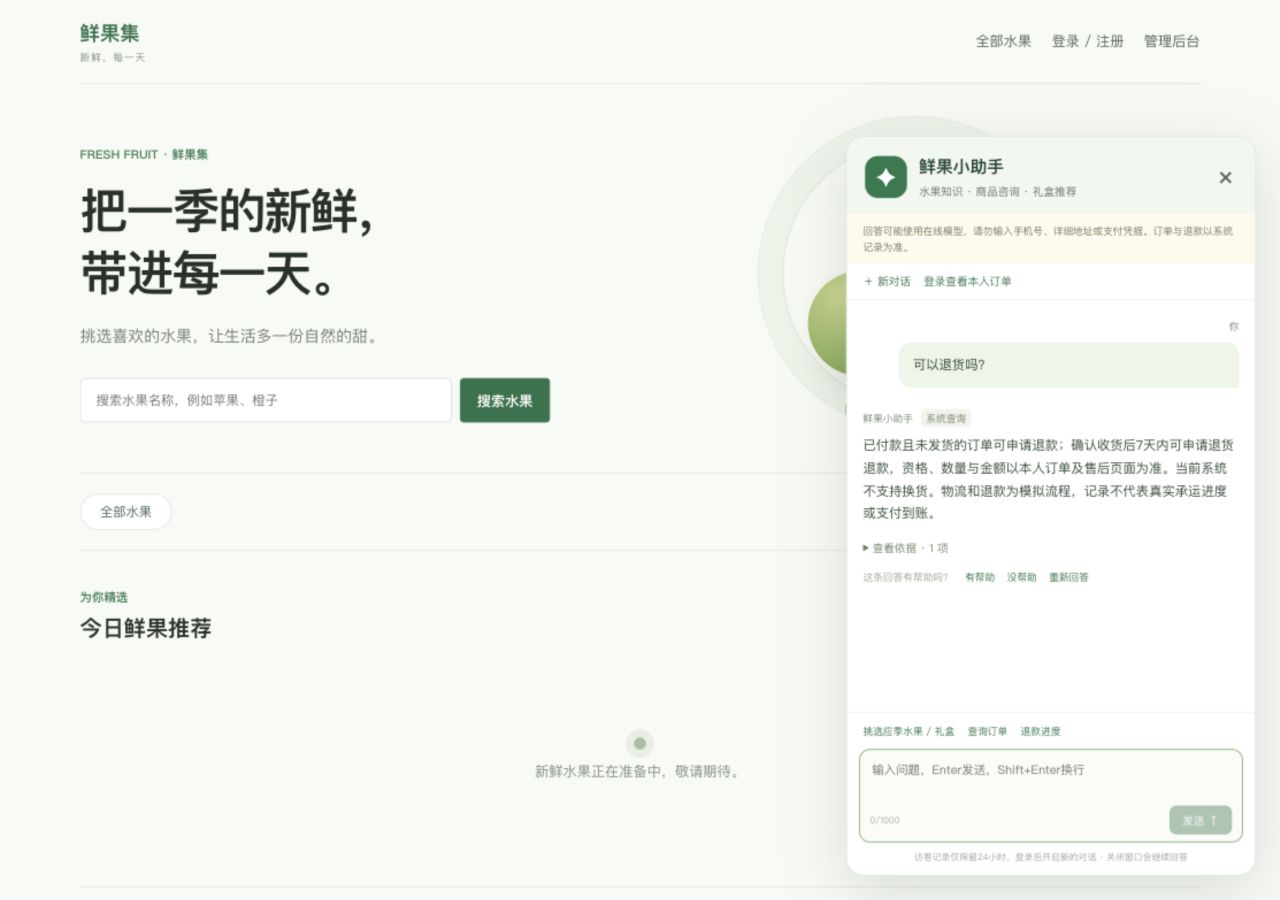 鲜果集
新鲜，每一天
全部水果
登录 / 注册
管理后台
FRESH FRUIT · 鲜果集
把一季的新鲜，
带进每一天。
挑选喜欢的水果，让生活多一份自然的甜。
搜索水果名称，例如苹果、橙子
搜索水果
全部水果
为你精选
今日鲜果推荐
新鲜水果正在准备中，敬请期待。
鲜果小助手
水果知识 · 商品咨询 · 礼盒推荐
×
回答可能使用在线模型，请勿输入手机号、详细地址或支付凭据。订单与退款以系统
记录为准。
＋ 新对话
登录查看本人订单
你
可以退货吗？
鲜果小助手
系统查询
已付款且未发货的订单可申请退款；确认收货后7天内可申请退货
退款，资格、数量与金额以本人订单及售后页面为准。当前系统
不支持换货。物流和退款为模拟流程，记录不代表真实承运进度
或支付到账。
▶ 查看依据 · 1 项
这条回答有帮助吗？
有帮助
没帮助
重新回答
挑选应季水果 / 礼盒
查询订单
退款进度
输入问题，Enter发送，Shift+Enter换行
0/1000
发送 ↑
访客记录仅保留24小时，登录后开启新的对话 · 关闭窗口会继续回答